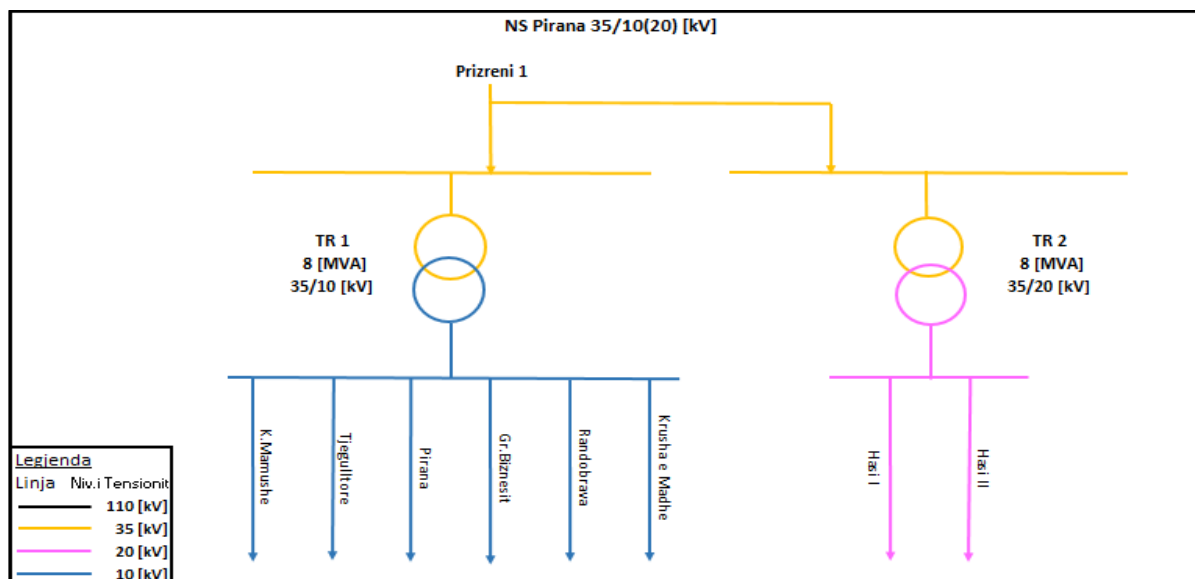 NS Pirana 35/10(20) [kV]
Prizreni 1
TR 1
8 [MVA]
35/10 [kV]
TR 2
8 [MVA]
35/20 [kV]
K.Mamushe
Tjegulltore
Pirana
Gr.Biznesit
Randobrava
Krusha e Madhe
Hasi I
Hasi II
Legjenda
Linja Niv.i Tensionit
110 [kV]
35 [kV]
20 [kV]
10 [kV]